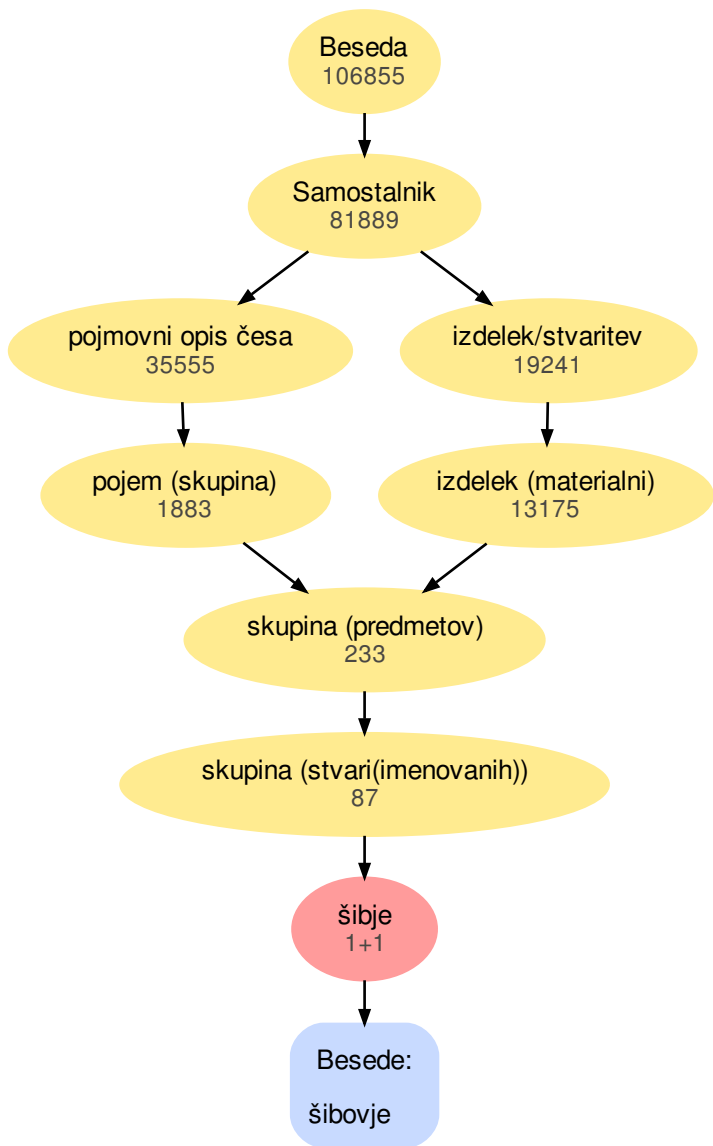 Beseda
106855
Samostalnik
81889
pojmovni opis česa
35555
izdelek/stvaritev
19241
pojem (skupina)
1883
izdelek (materialni)
13175
skupina (predmetov)
233
skupina (stvari(imenovanih))
87
šibje
1+1
Besede:
šibovje